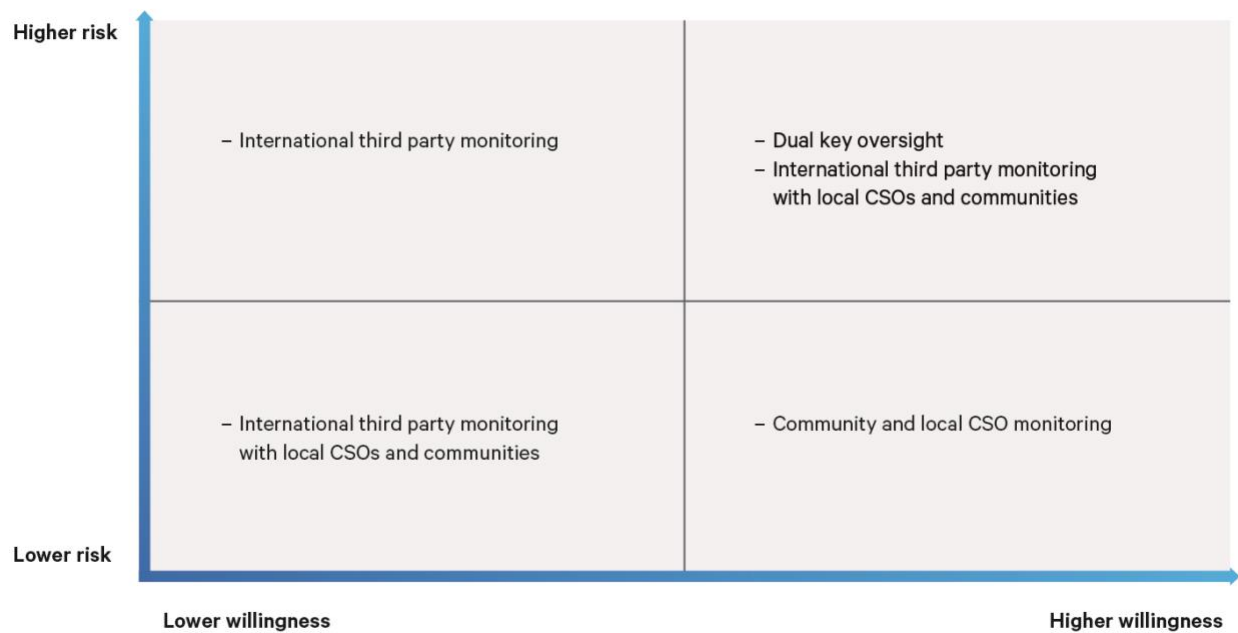 Higher risk
– International third party monitoring
– Dual key oversight
– International third party monitoring
with local CSOs and communities
– International third party monitoring
with local CSOs and communities
– Community and local CSO monitoring
Lower risk
Lower willingness
Higher willingness